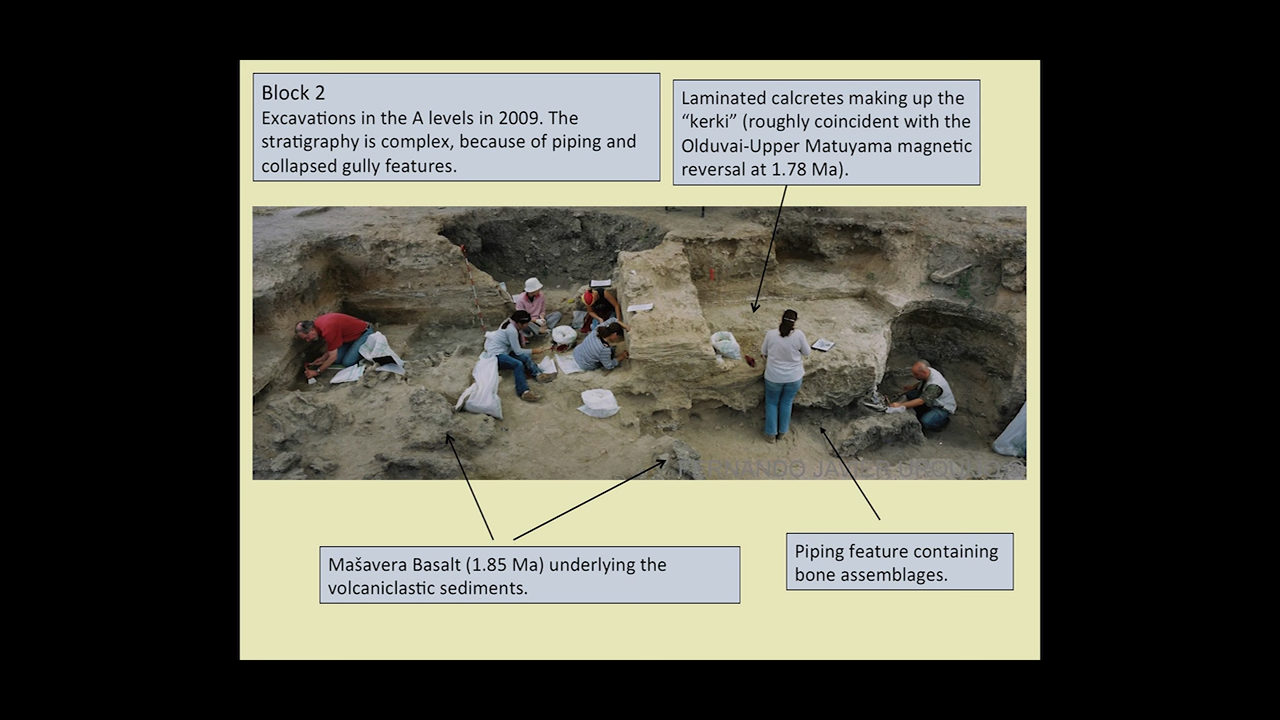 Block 2
Excavations in the A levels in 2009. The
stratigraphy is complex, because of piping and
collapsed gully features.
Laminated calcretes making up the
“kerki” (roughly coincident with the
Olduvai-Upper Matuyama magnetic
reversal at 1.78 Ma).
Mašavera Basalt (1.85 Ma) underlying the
volcaniclastic sediments.
Piping feature containing
bone assemblages.